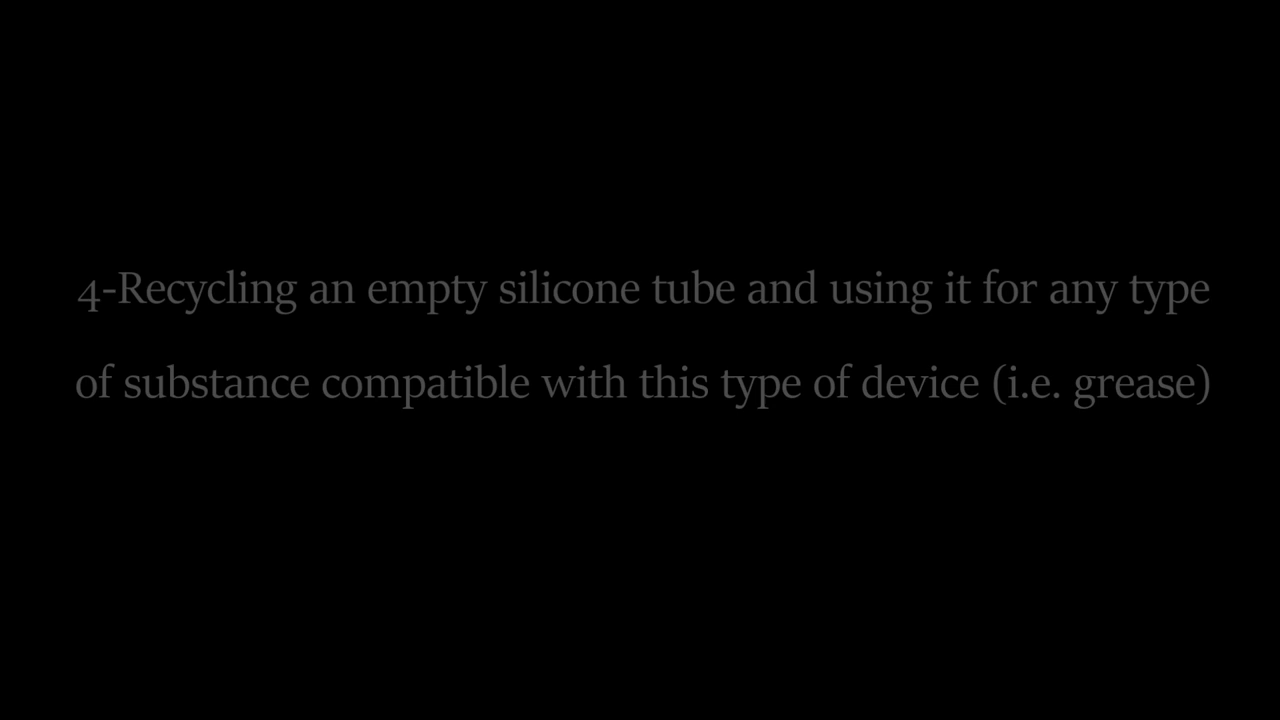 4-Recycling an empty silicone tube and using it for any type
of substance compatible with this type of device (i.e. grease)